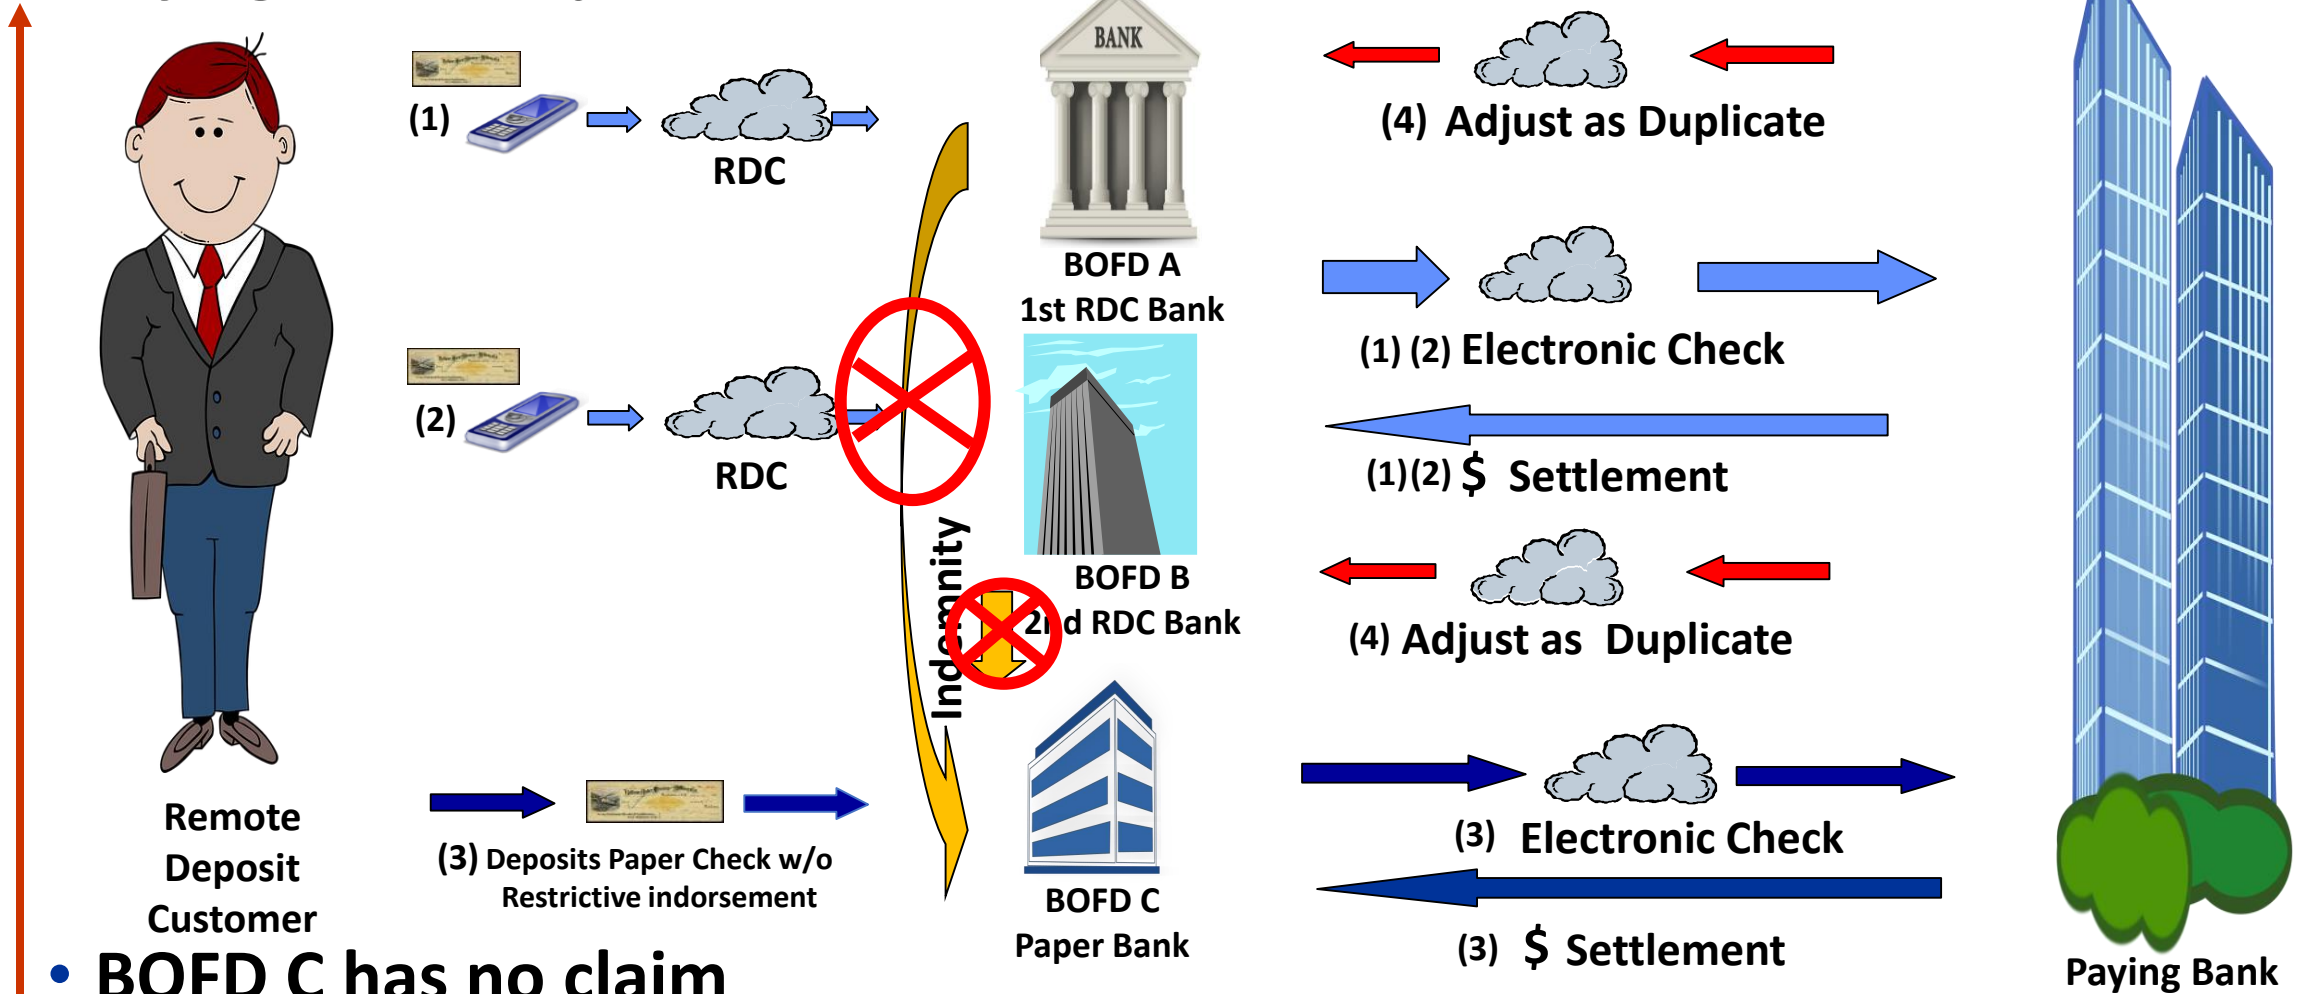 BANK
(1)
RDC
(4) Adjust as Duplicate
BOFD A
1st RDC Bank
(1) (2) Electronic Check
(2)
RDC
(1)(2) $ Settlement
Indemnity
BOFD B
2nd RDC Bank
(4) Adjust as Duplicate
Remote
Deposit
Customer
(3) Deposits Paper Check w/o
Restrictive indorsement
BOFD C
Paper Bank
(3) Electronic Check
(3) $ Settlement
Paying Bank
• BOFD C has no claim